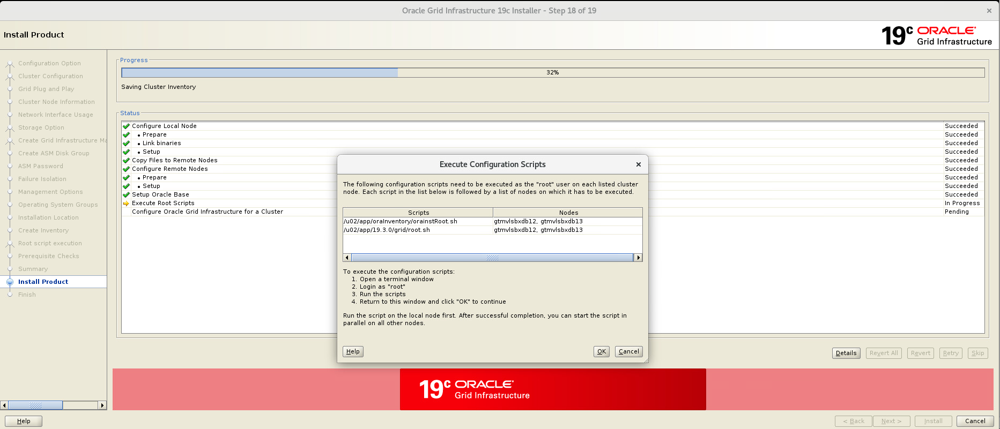 Oracle Grid Infrastructure 19c Installer - Step 18 of 19
Install Product
19c ORACLE
Grid Infrastructure
Configuration Option
Cluster Configuration
Grid Plug and Play
Cluster Node Information
Network Interface Usage
Storage Option
Create Grid Infrastructure Ma
Create ASM Disk Group
ASM Password
Failure Isolation
Management Options
Operating System Groups
Installation Location
Create Inventory
Root script execution
Prerequisite Checks
Summary
Install Product
Finish
Progress
32%
Saving Cluster Inventory
Status
Configure Local Node Succeeded
• Prepare Succeeded
• Link binaries Succeeded
• Setup Succeeded
Copy Files to Remote Nodes Succeeded
Configure Remote Nodes Succeeded
• Prepare Succeeded
• Setup Succeeded
Setup Oracle Base Succeeded
Execute Root Scripts In Progress
Configure Oracle Grid Infrastructure for a Cluster Pending
Execute Configuration Scripts
The following configuration scripts need to be executed as the "root" user on each listed cluster
node. Each script in the list below is followed by a list of nodes on which it has to be executed.
Scripts Nodes
/u02/app/oraInventory/orainstRoot.sh gtmvlsbxdb12, gtmvlsbxdb13
/u02/app/19.3.0/grid/root.sh gtmvlsbxdb12, gtmvlsbxdb13
To execute the configuration scripts:
1. Open a terminal window
2. Login as "root"
3. Run the scripts
4. Return to this window and click "OK" to continue
Run the script on the local node first. After successful completion, you can start the script in
parallel on all other nodes.
Help OK Cancel
Details Revert All Revert Retry Skip
19c ORACLE
Grid Infrastructure
Help < Back Next > Install Cancel